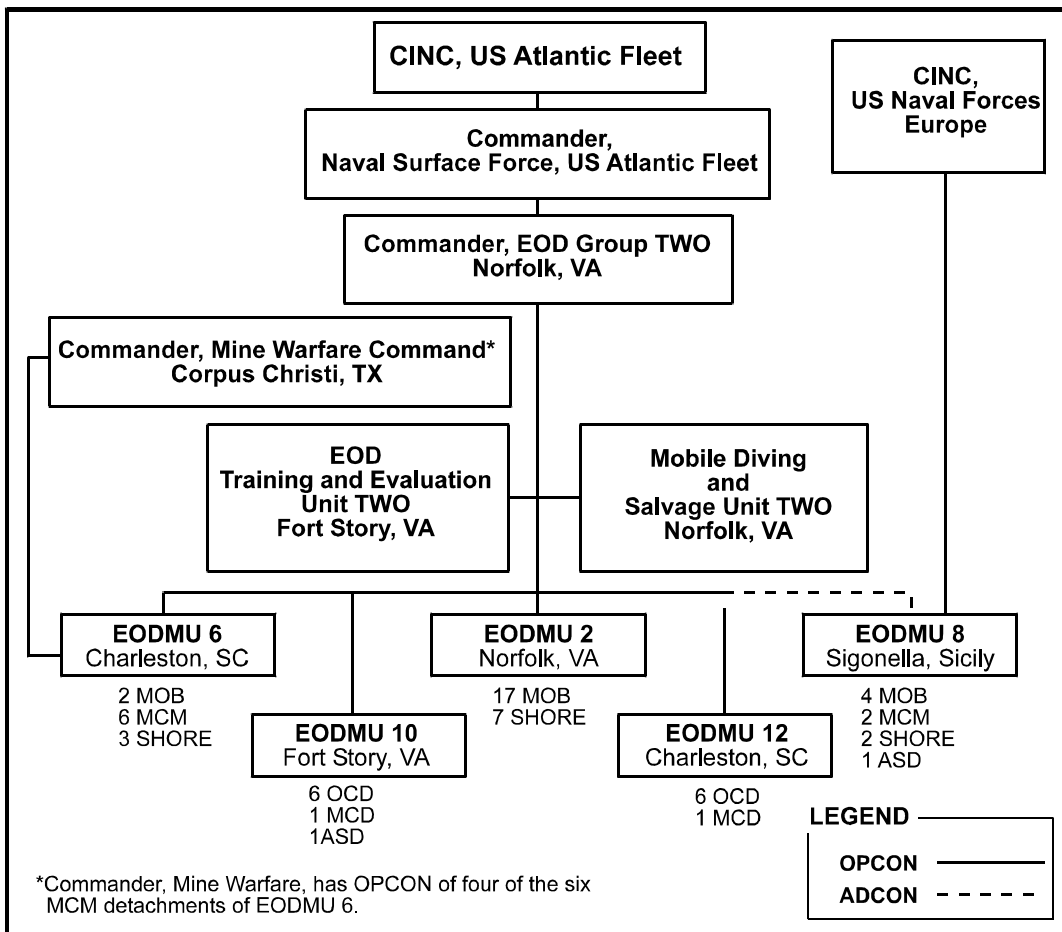 CINC, US Atlantic Fleet
CINC,
US Naval Forces
Europe
Commander,
Naval Surface Force, US Atlantic Fleet
Commander, EOD Group TWO
Norfolk, VA
Commander, Mine Warfare Command*
Corpus Christi, TX
EOD
Training and Evaluation
Unit TWO
Fort Story, VA
Mobile Diving
and
Salvage Unit TWO
Norfolk, VA
EODMU 6
Charleston, SC
2 MOB
6 MCM
3 SHORE
EODMU 10
Fort Story, VA
6 OCD
1 MCD
1ASD
EODMU 2
Norfolk, VA
17 MOB
7 SHORE
EODMU 12
Charleston, SC
6 OCD
1 MCD
EODMU 8
Sigonella, Sicily
4 MOB
2 MCM
2 SHORE
1 ASD
LEGEND
OPCON
ADCON
*Commander, Mine Warfare, has OPCON of four of the six
MCM detachments of EODMU 6.